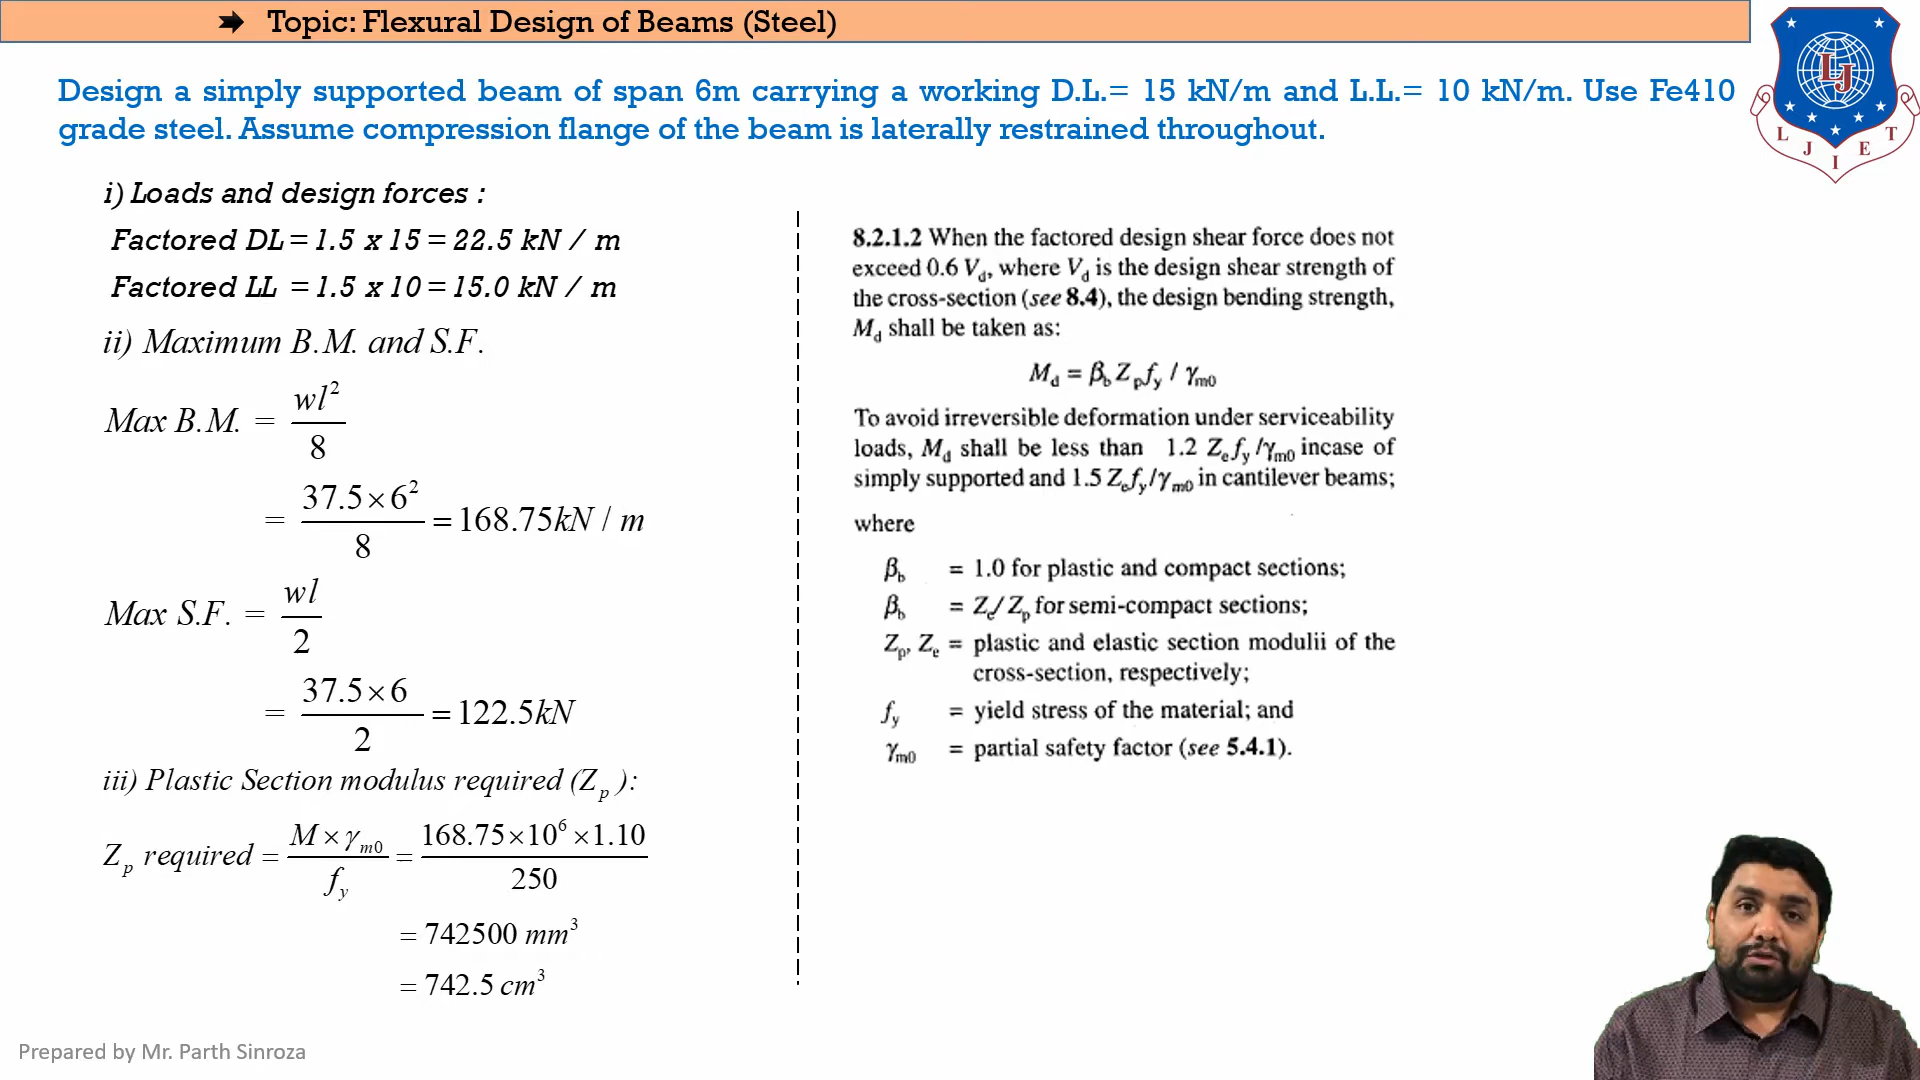 ➡ Topic: Flexural Design of Beams (Steel)
Design a simply supported beam of span 6m carrying a working D.L.= 15 kN/m and L.L.= 10 kN/m. Use Fe410
grade steel. Assume compression flange of the beam is laterally restrained throughout.
LJ
L J I E T
i) Loads and design forces :
Factored DL = 1.5 x 15 = 22.5 kN / m
Factored LL = 1.5 x 10 = 15.0 kN / m
ii) Maximum B.M. and S.F.
Max B.M. = wl²/8
= 37.5×6²/8 = 168.75kN / m
Max S.F. = wl/2
= 37.5×6/2 = 122.5kN
iii) Plastic Section modulus required (Zp):
Zp required = M×γm0/fy = 168.75×10⁶×1.10/250
= 742500 mm³
= 742.5 cm³
8.2.1.2 When the factored design shear force does not
exceed 0.6 Vd, where Vd is the design shear strength of
the cross-section (see 8.4), the design bending strength,
Md shall be taken as:
Md = βb Zp fy / γm0
To avoid irreversible deformation under serviceability
loads, Md shall be less than 1.2 Ze fy /γm0 incase of
simply supported and 1.5 Ze fy/γm0 in cantilever beams;
where
βb = 1.0 for plastic and compact sections;
βb = Ze/ Zp for semi-compact sections;
Zp, Ze = plastic and elastic section modulii of the
cross-section, respectively;
fy = yield stress of the material; and
γm0 = partial safety factor (see 5.4.1).
Prepared by Mr. Parth Sinroza